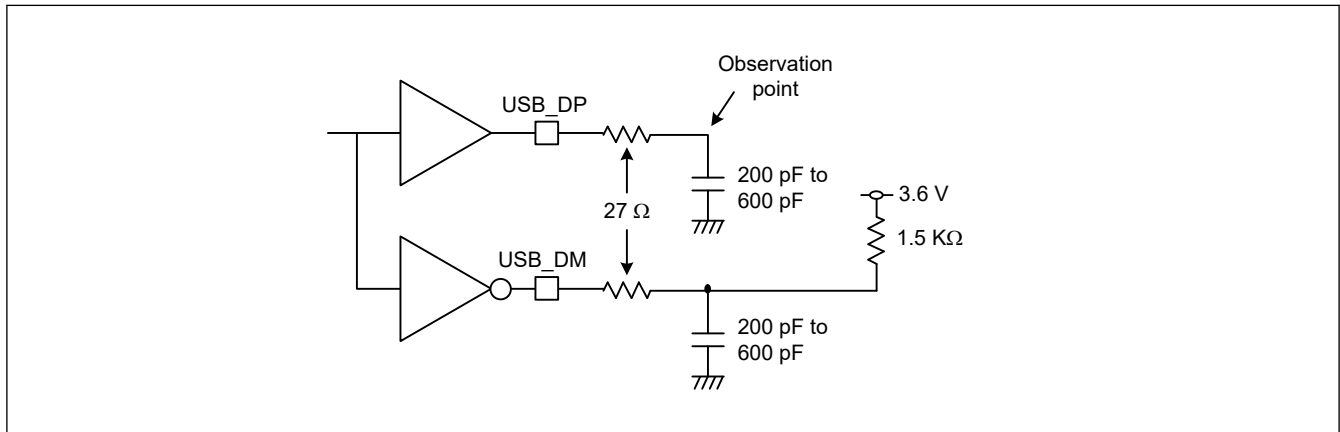 Observation
point
USB_DP
200 pF to
600 pF
3.6 V
27 Ω
1.5 KΩ
USB_DM
200 pF to
600 pF